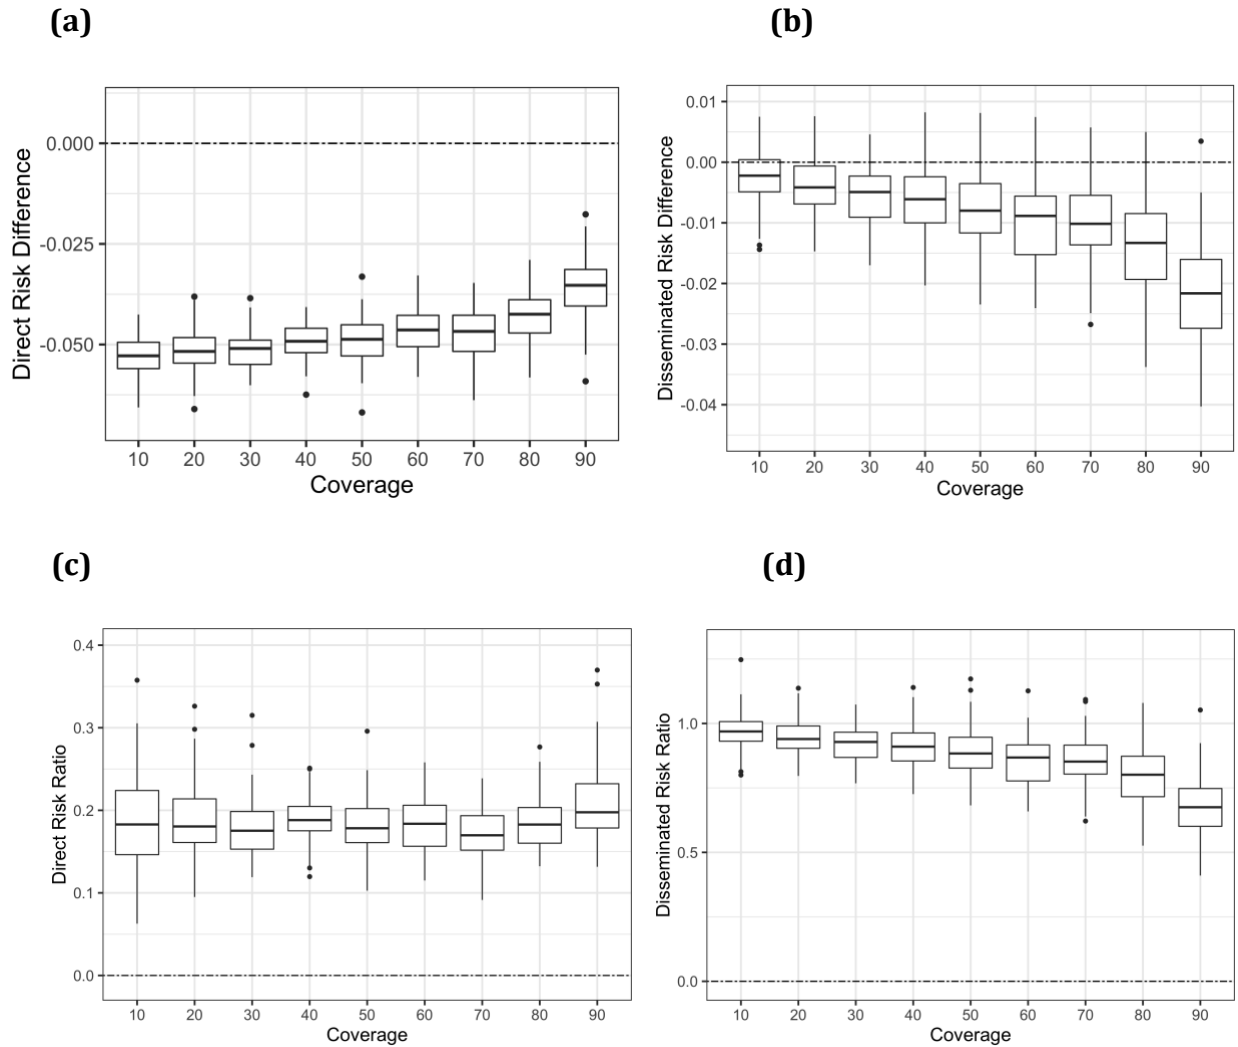 (a)
(b)
Direct Risk Difference
0.000
-0.025
-0.050
10 20 30 40 50 60 70 80 90
Coverage
Disseminated Risk Difference
0.01
0.00
-0.01
-0.02
-0.03
-0.04
10 20 30 40 50 60 70 80 90
Coverage
(c)
(d)
Direct Risk Ratio
0.4
0.3
0.2
0.1
0.0
10 20 30 40 50 60 70 80 90
Coverage
Disseminated Risk Ratio
1.0
0.5
0.0
10 20 30 40 50 60 70 80 90
Coverage